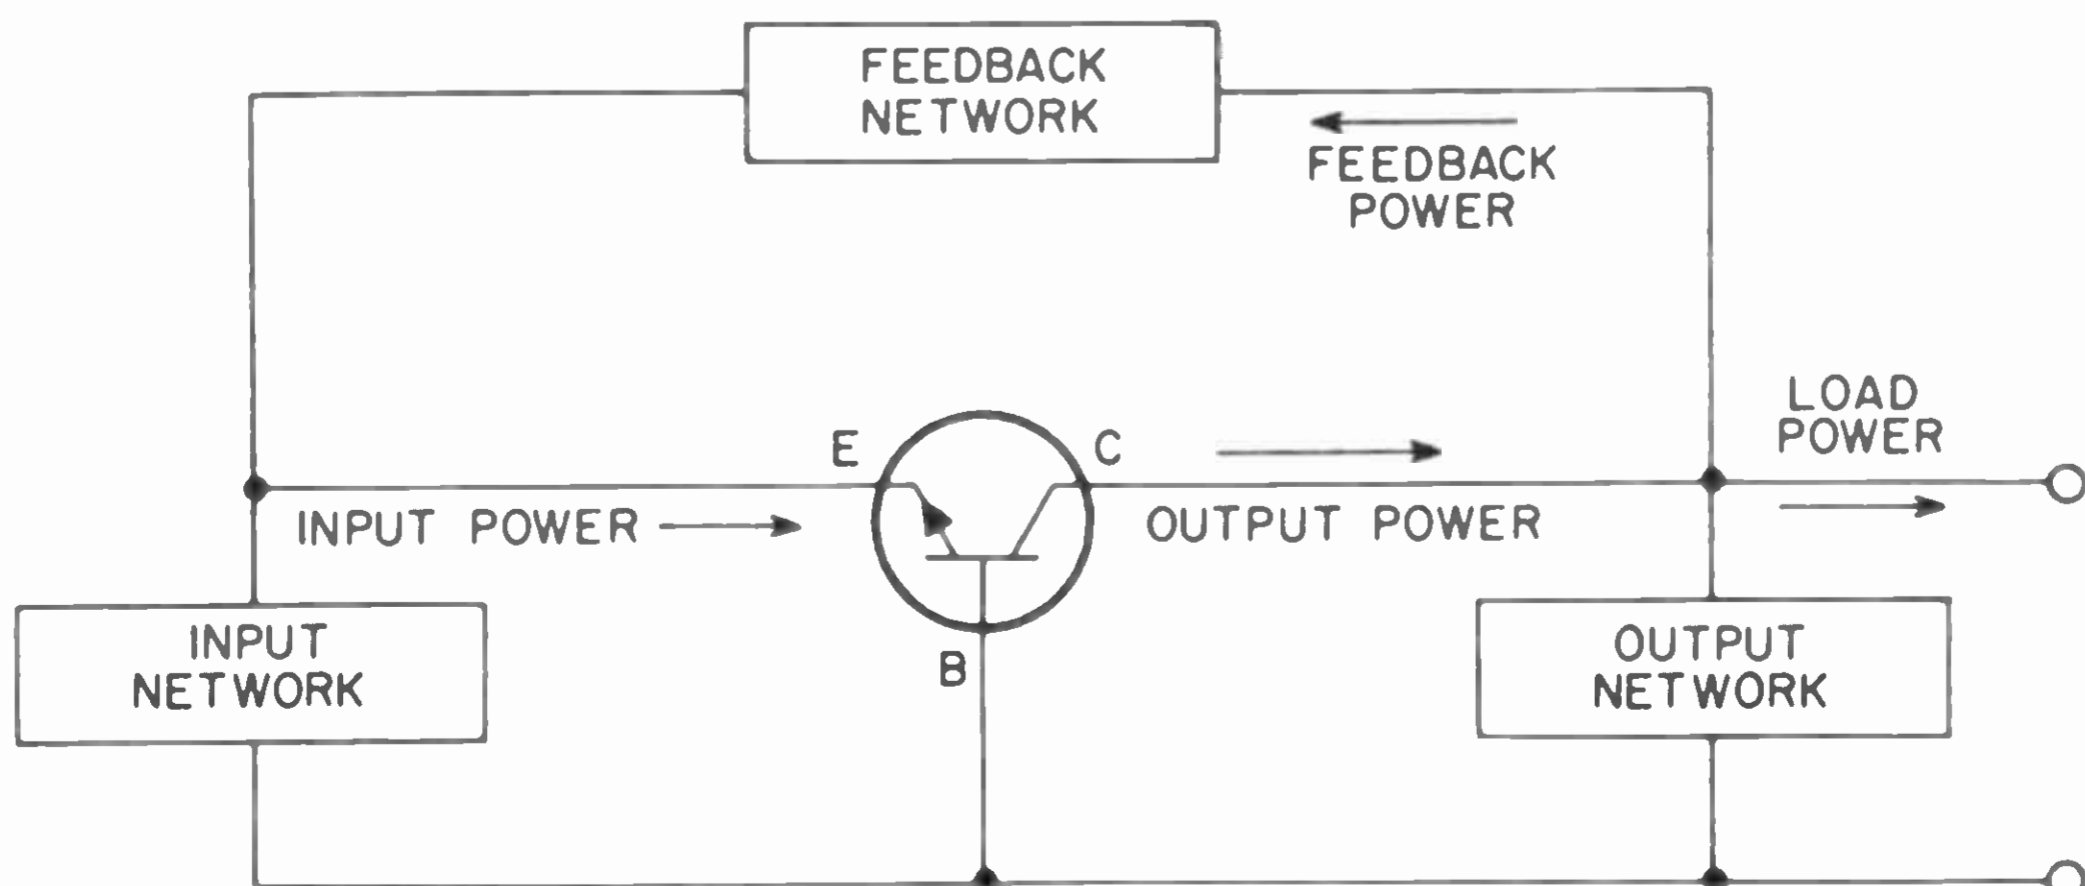 FEEDBACK
NETWORK
FEEDBACK
POWER
LOAD
POWER
E
C
INPUT POWER
OUTPUT POWER
INPUT
NETWORK
B
OUTPUT
NETWORK